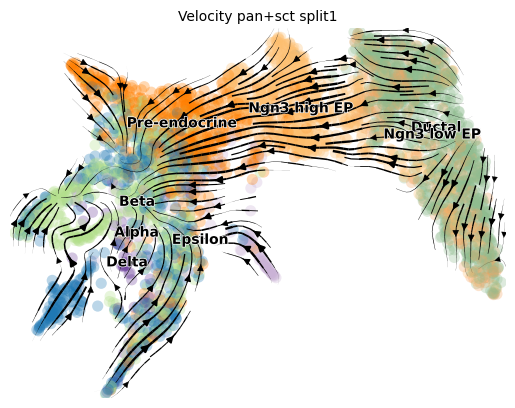 Velocity pan+sct split1
Ngn3 high EP
Pre-endocrine
Ductal
Ngn3 low EP
Beta
Alpha
Epsilon
Delta